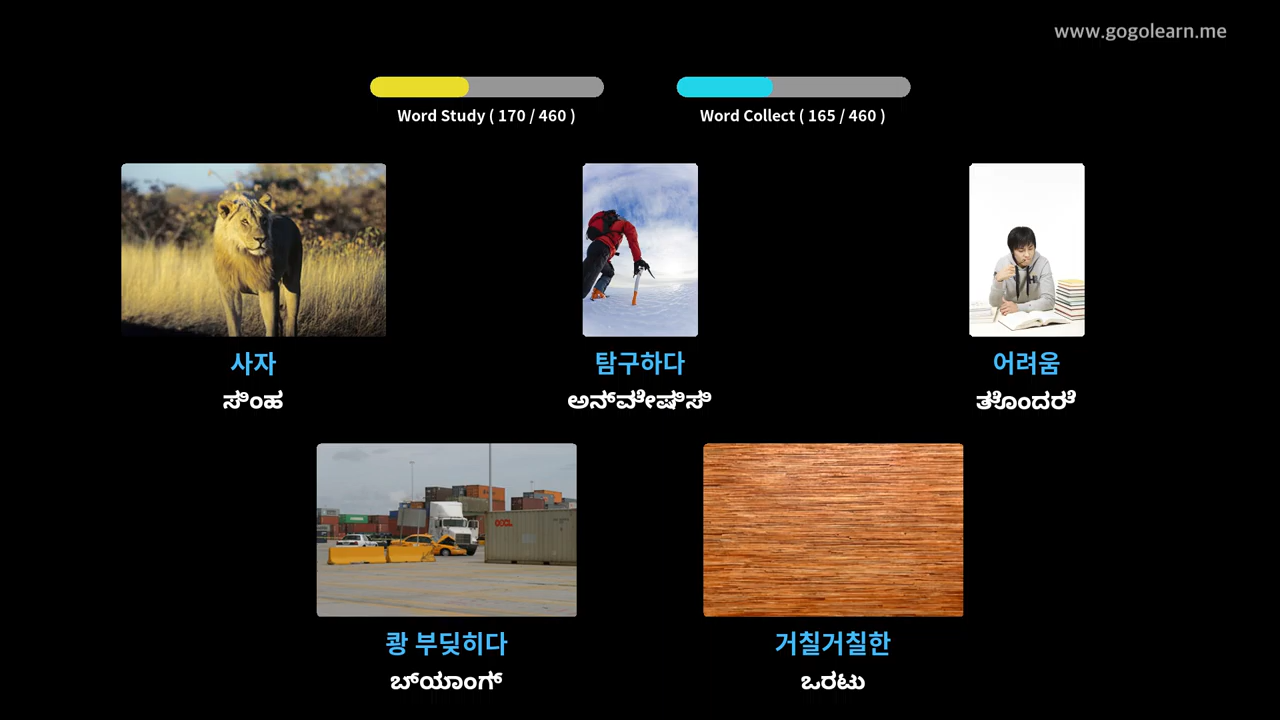 www.gogolearn.me
Word Study ( 170 / 460 )
Word Collect ( 165 / 460 )
사자
ಸಿಂಹ
탐구하다
ಅನ್ವೇಷಿಸಿ
어려움
ತೊಂದರೆ
쾅 부딪히다
ಬ್ಯಾಂಗ್
거칠거칠한
ಒರಟು